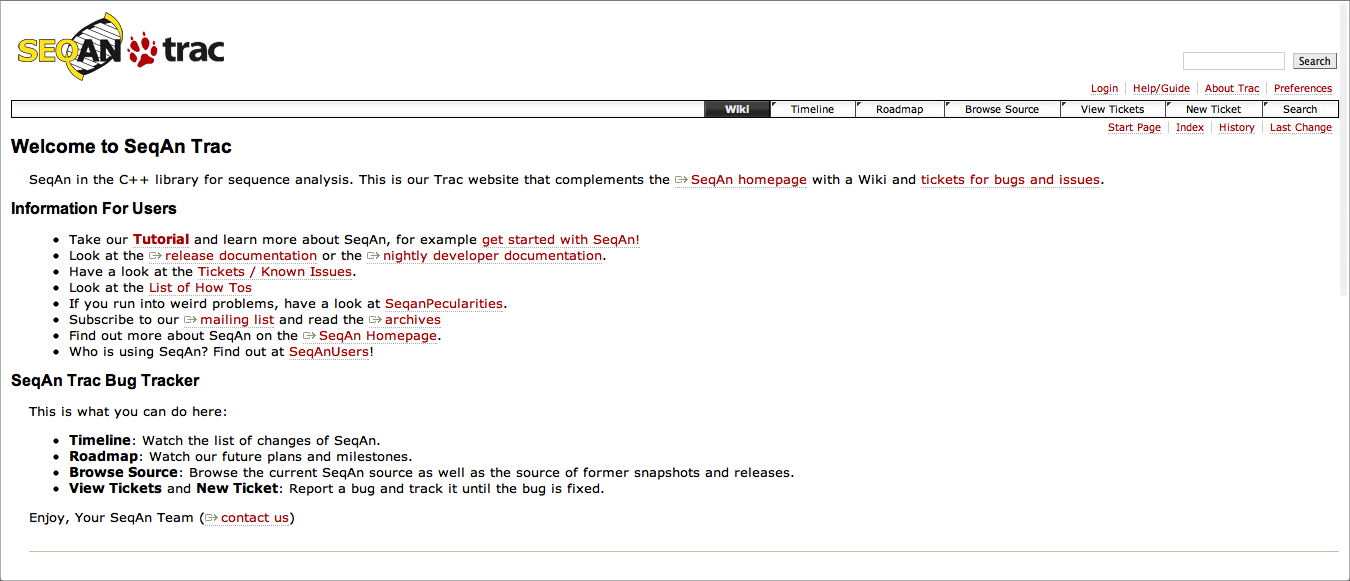 SEQAN trac
Search
Login Help/Guide About Trac Preferences
Wiki Timeline Roadmap Browse Source View Tickets New Ticket Search
Start Page Index History Last Change
Welcome to SeqAn Trac
SeqAn in the C++ library for sequence analysis. This is our Trac website that complements the SeqAn homepage with a Wiki and tickets for bugs and issues.
Information For Users
Take our Tutorial and learn more about SeqAn, for example get started with SeqAn!
Look at the release documentation or the nightly developer documentation.
Have a look at the Tickets / Known Issues.
Look at the List of How Tos
If you run into weird problems, have a look at SeqanPecularities.
Subscribe to our mailing list and read the archives
Find out more about SeqAn on the SeqAn Homepage.
Who is using SeqAn? Find out at SeqAnUsers!
SeqAn Trac Bug Tracker
This is what you can do here:
Timeline: Watch the list of changes of SeqAn.
Roadmap: Watch our future plans and milestones.
Browse Source: Browse the current SeqAn source as well as the source of former snapshots and releases.
View Tickets and New Ticket: Report a bug and track it until the bug is fixed.
Enjoy, Your SeqAn Team (contact us)